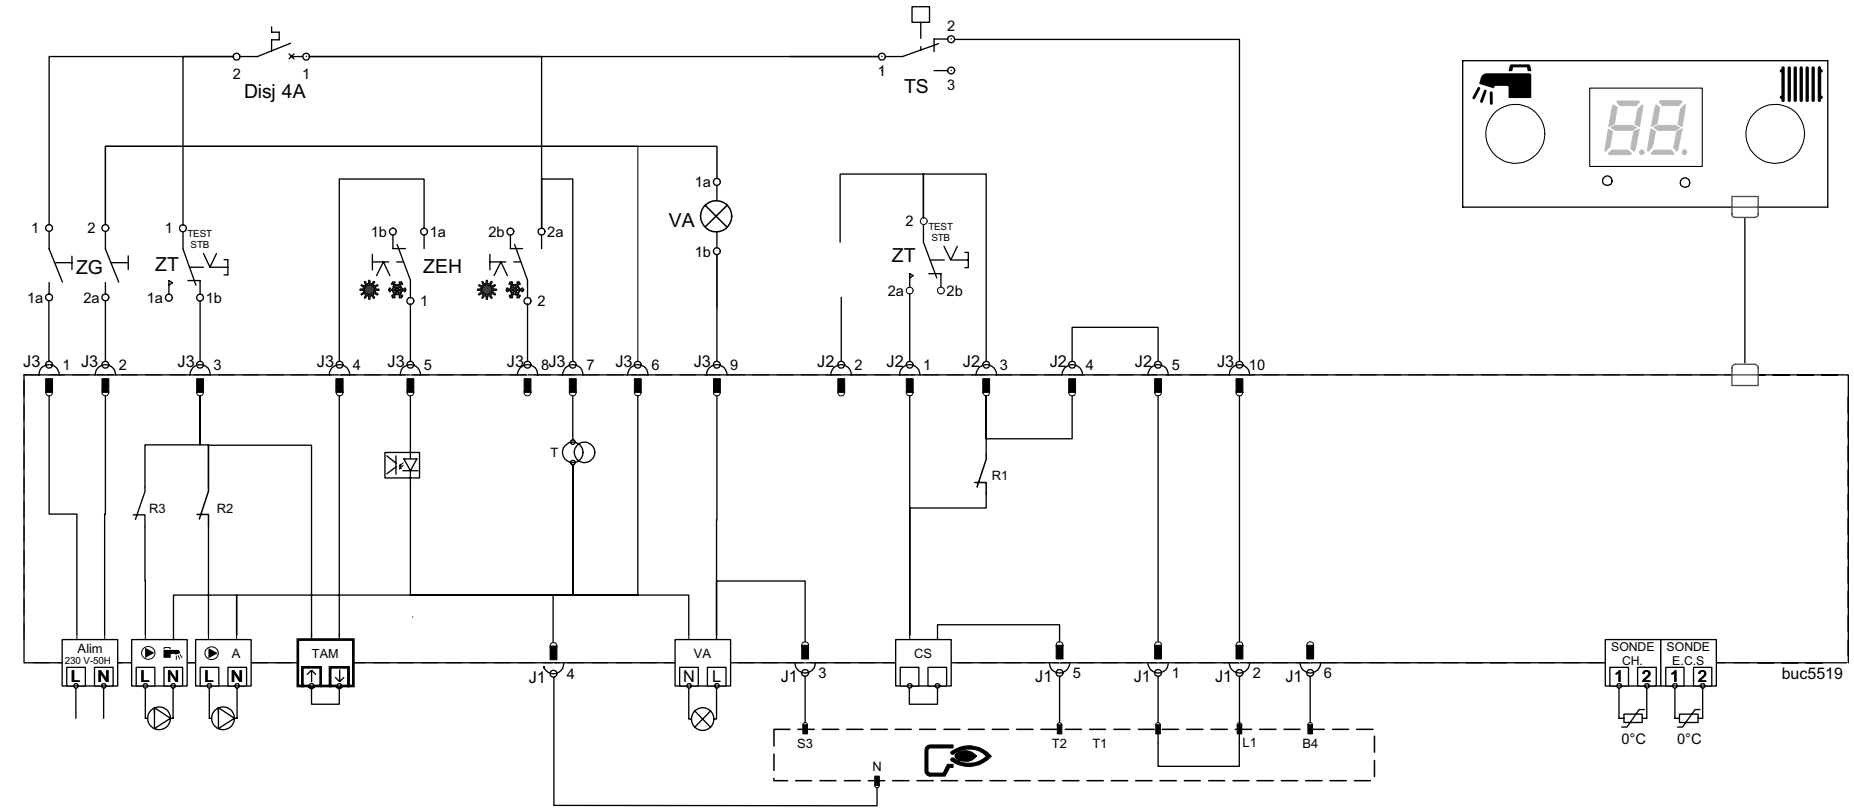 2
1
Disj 4A
2
1
3
TS
1
2
1
TEST
STB
ZG
ZT
1a
2a
1a
1b
1b
1a
ZEH
1
2b
2a
2
1a
VA
1b
2
TEST
STB
ZT
2a
2b
J3 1
J3 2
J3 3
J3 4
J3 5
J3 8
J3 7
J3 6
J3 9
J2 2
J2 1
J2 3
J2 4
J2 5
J3 10
88.
T
R1
R3
R2
Alim
230 V-50H
L N
L N
A
L N
TAM
J1 4
VA
N L
J1 3
CS
J1 5
J1 1
J1 2
J1 6
SONDE
CH.
1 2
SONDE
E.C.S
1 2
buc5519
0°C
0°C
S3
T2
T1
L1
B4
N